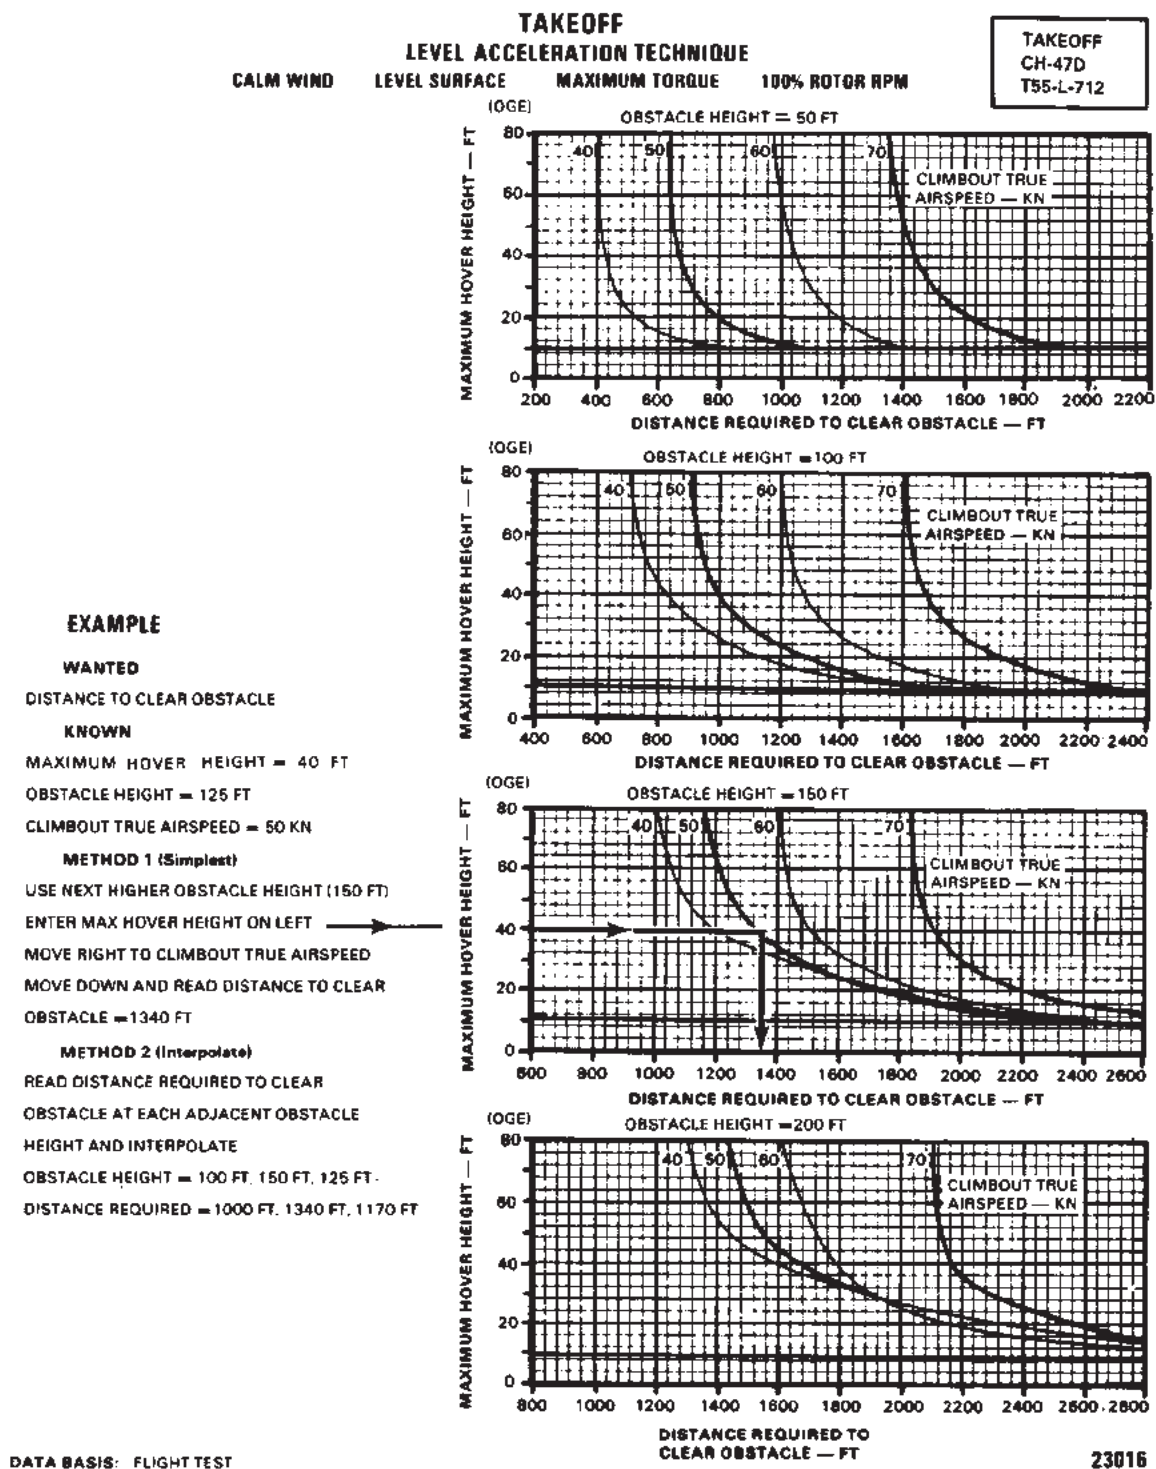 TAKEOFF
LEVEL ACCELERATION TECHNIQUE
CALM WIND LEVEL SURFACE MAXIMUM TORQUE 100% ROTOR RPM
TAKEOFF
CH-47D
T55-L-712
(OGE)
OBSTACLE HEIGHT = 50 FT
MAXIMUM HOVER HEIGHT — FT
80
60
40
20
0
40 50 60 70
CLIMBOUT TRUE
AIRSPEED — KN
200 400 600 800 1000 1200 1400 1600 1800 2000 2200
DISTANCE REQUIRED TO CLEAR OBSTACLE — FT
(OGE)
OBSTACLE HEIGHT = 100 FT
MAXIMUM HOVER HEIGHT — FT
80
60
40
20
0
40 50 60 70
CLIMBOUT TRUE
AIRSPEED — KN
400 600 800 1000 1200 1400 1600 1800 2000 2200 2400
DISTANCE REQUIRED TO CLEAR OBSTACLE — FT
EXAMPLE
WANTED
DISTANCE TO CLEAR OBSTACLE
KNOWN
MAXIMUM HOVER HEIGHT = 40 FT
OBSTACLE HEIGHT = 125 FT
CLIMBOUT TRUE AIRSPEED = 50 KN
METHOD 1 (Simplest)
USE NEXT HIGHER OBSTACLE HEIGHT (150 FT)
ENTER MAX HOVER HEIGHT ON LEFT
MOVE RIGHT TO CLIMBOUT TRUE AIRSPEED
MOVE DOWN AND READ DISTANCE TO CLEAR
OBSTACLE = 1340 FT
METHOD 2 (Interpolate)
READ DISTANCE REQUIRED TO CLEAR
OBSTACLE AT EACH ADJACENT OBSTACLE
HEIGHT AND INTERPOLATE
OBSTACLE HEIGHT = 100 FT, 150 FT, 125 FT
DISTANCE REQUIRED = 1000 FT, 1340 FT, 1170 FT
(OGE)
OBSTACLE HEIGHT = 150 FT
MAXIMUM HOVER HEIGHT — FT
80
60
40
20
0
40 50 60 70
CLIMBOUT TRUE
AIRSPEED — KN
600 800 1000 1200 1400 1600 1800 2000 2200 2400 2600
DISTANCE REQUIRED TO CLEAR OBSTACLE — FT
(OGE)
OBSTACLE HEIGHT = 200 FT
MAXIMUM HOVER HEIGHT — FT
80
60
40
20
0
40 50 60 70
CLIMBOUT TRUE
AIRSPEED — KN
800 1000 1200 1400 1600 1800 2000 2200 2400 2600 2800
DISTANCE REQUIRED TO
CLEAR OBSTACLE — FT
DATA BASIS: FLIGHT TEST
23016